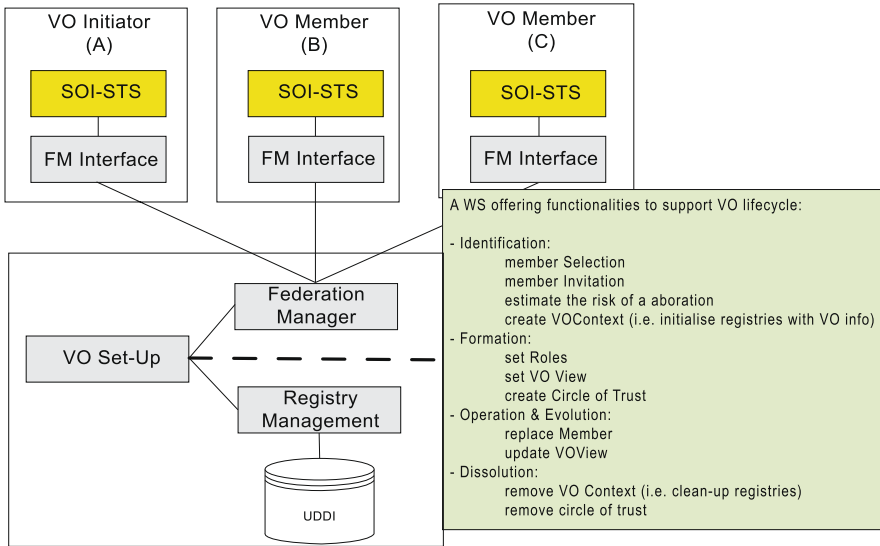 VO Initiator
(A)
SOI-STS
FM Interface
VO Member
(B)
SOI-STS
FM Interface
VO Member
(C)
SOI-STS
FM Interface
Federation
Manager
VO Set-Up
Registry
Management
UDDI
A WS offering functionalities to support VO lifecycle:
- Identification:
member Selection
member Invitation
estimate the risk of a aboration
create VOContext (i.e. initialise registries with VO info)
- Formation:
set Roles
set VO View
create Circle of Trust
- Operation & Evolution:
replace Member
update VOView
- Dissolution:
remove VO Context (i.e. clean-up registries)
remove circle of trust